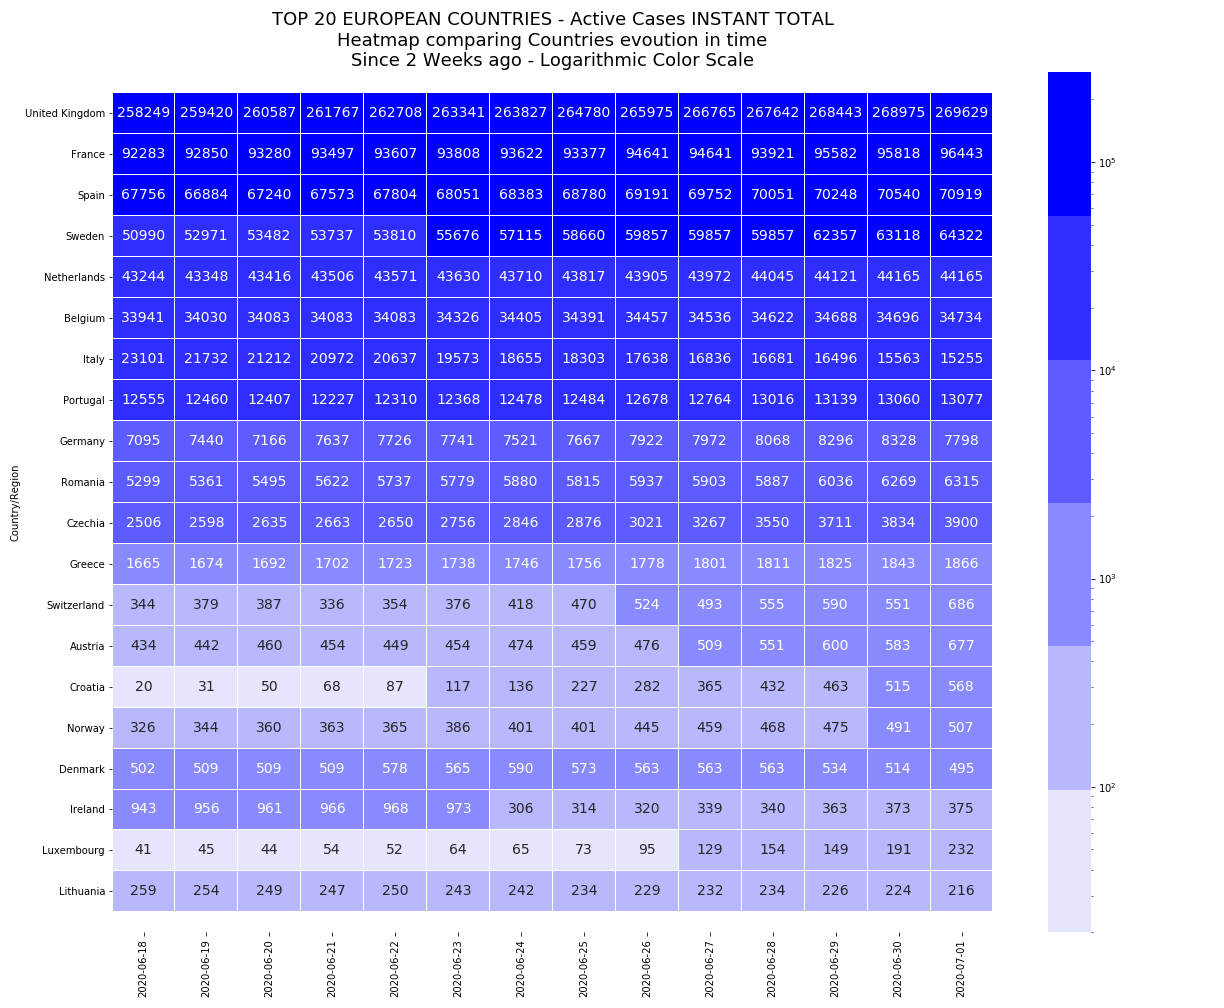 TOP 20 EUROPEAN COUNTRIES - Active Cases INSTANT TOTAL
Heatmap comparing Countries evoution in time
Since 2 Weeks ago - Logarithmic Color Scale
Country/Region
United Kingdom 258249 259420 260587 261767 262708 263341 263827 264780 265975 266765 267642 268443 268975 269629
France 92283 92850 93280 93497 93607 93808 93622 93377 94641 94641 93921 95582 95818 96443
Spain 67756 66884 67240 67573 67804 68051 68383 68780 69191 69752 70051 70248 70540 70919
Sweden 50990 52971 53482 53737 53810 55676 57115 58660 59857 59857 59857 62357 63118 64322
Netherlands 43244 43348 43416 43506 43571 43630 43710 43817 43905 43972 44045 44121 44165 44165
Belgium 33941 34030 34083 34083 34083 34326 34405 34391 34457 34536 34622 34688 34696 34734
Italy 23101 21732 21212 20972 20637 19573 18655 18303 17638 16836 16681 16496 15563 15255
Portugal 12555 12460 12407 12227 12310 12368 12478 12484 12678 12764 13016 13139 13060 13077
Germany 7095 7440 7166 7637 7726 7741 7521 7667 7922 7972 8068 8296 8328 7798
Romania 5299 5361 5495 5622 5737 5779 5880 5815 5937 5903 5887 6036 6269 6315
Czechia 2506 2598 2635 2663 2650 2756 2846 2876 3021 3267 3550 3711 3834 3900
Greece 1665 1674 1692 1702 1723 1738 1746 1756 1778 1801 1811 1825 1843 1866
Switzerland 344 379 387 336 354 376 418 470 524 493 555 590 551 686
Austria 434 442 460 454 449 454 474 459 476 509 551 600 583 677
Croatia 20 31 50 68 87 117 136 227 282 365 432 463 515 568
Norway 326 344 360 363 365 386 401 401 445 459 468 475 491 507
Denmark 502 509 509 509 578 565 590 573 563 563 563 534 514 495
Ireland 943 956 961 966 968 973 306 314 320 339 340 363 373 375
Luxembourg 41 45 44 54 52 64 65 73 95 129 154 149 191 232
Lithuania 259 254 249 247 250 243 242 234 229 232 234 226 224 216
2020-06-18 2020-06-19 2020-06-20 2020-06-21 2020-06-22 2020-06-23 2020-06-24 2020-06-25 2020-06-26 2020-06-27 2020-06-28 2020-06-29 2020-06-30 2020-07-01
10⁵
10⁴
10³
10²